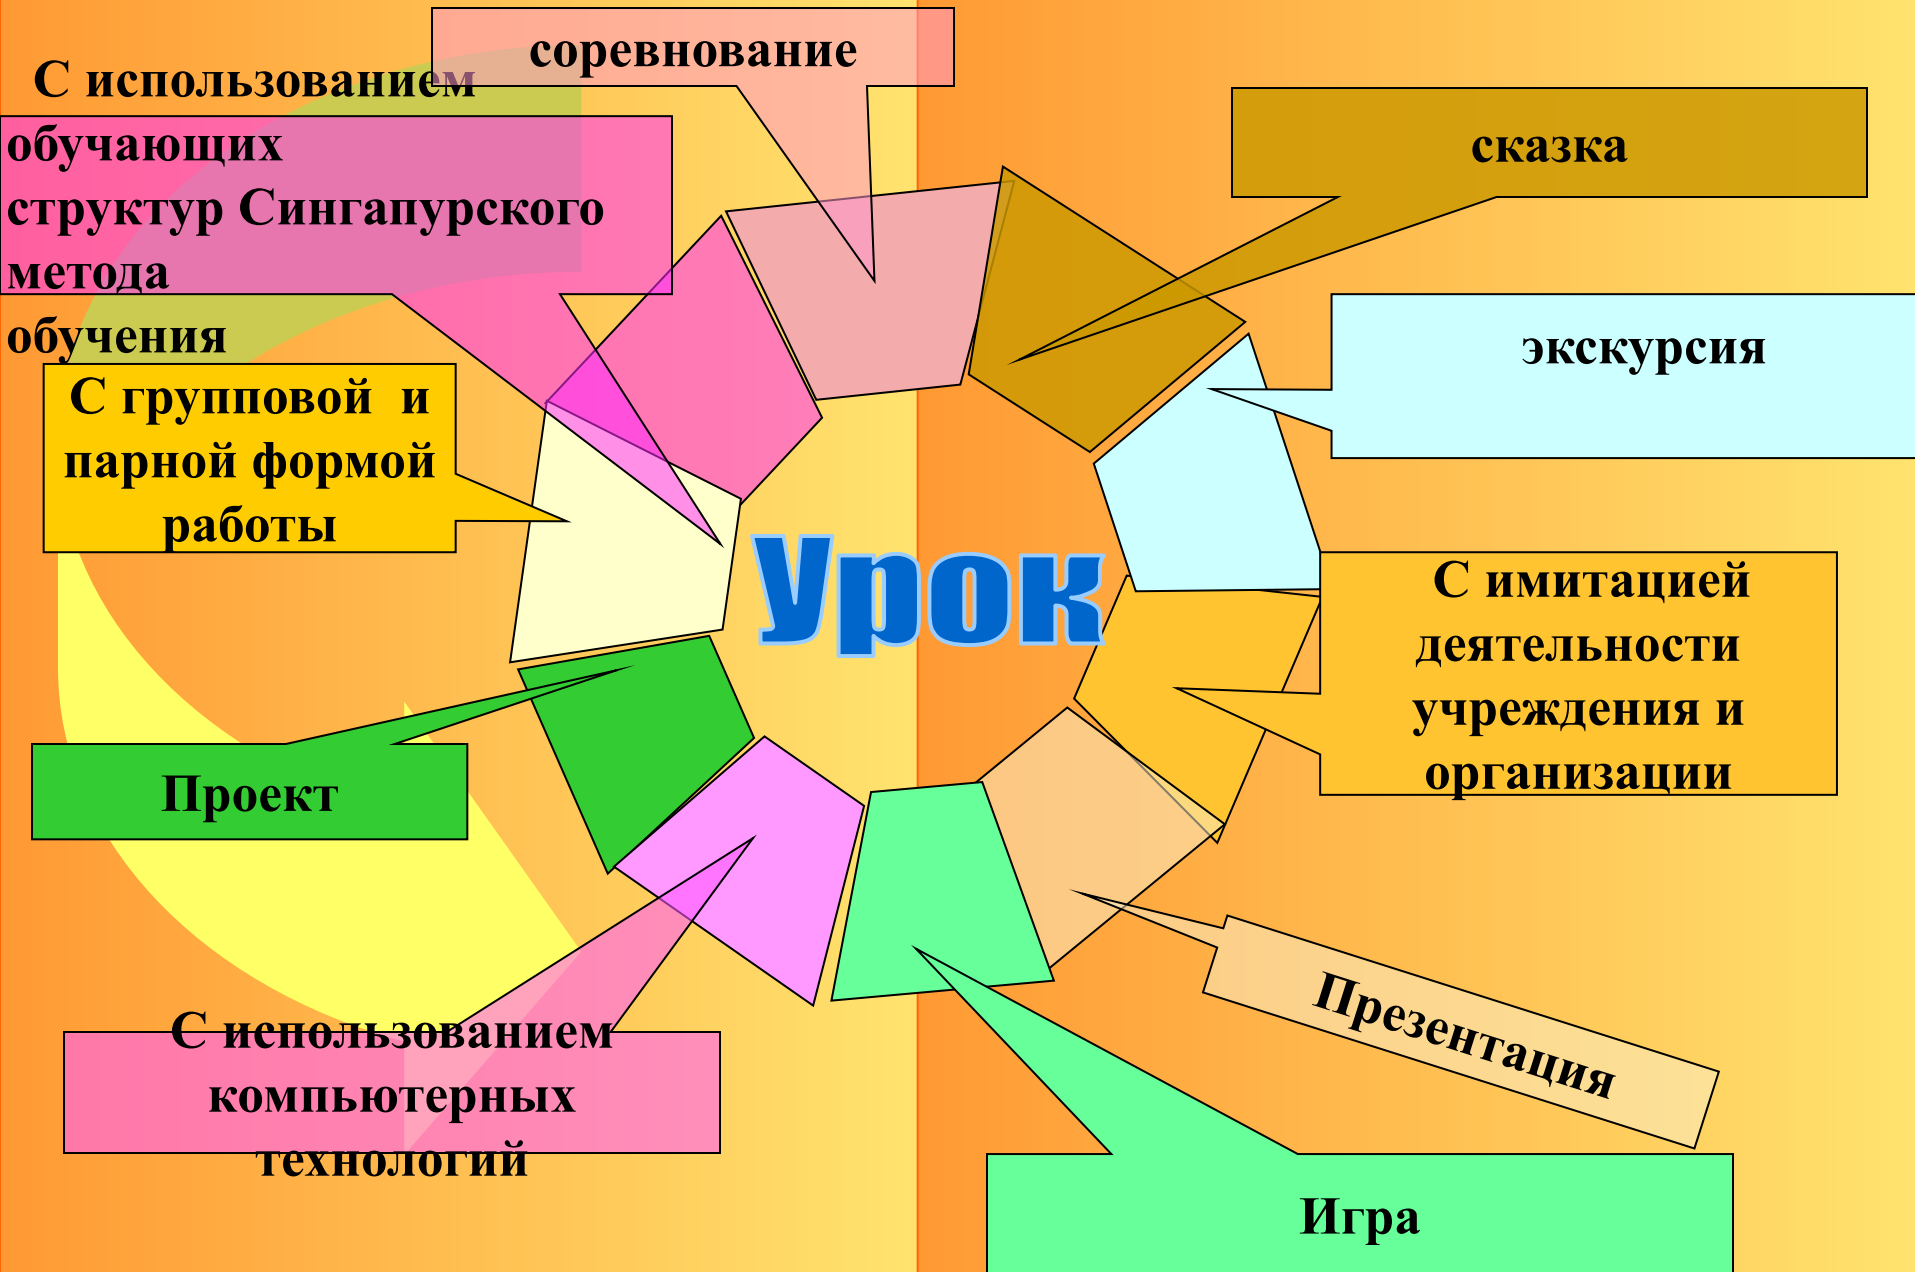 соревнование
С использованием
обучающих
структур Сингапурского
метода
обучения
сказка
экскурсия
С групповой и
парной формой
работы
Урок
С имитацией
деятельности
учреждения и
организации
Проект
Презентация
С использованием
компьютерных
технологий
Игра